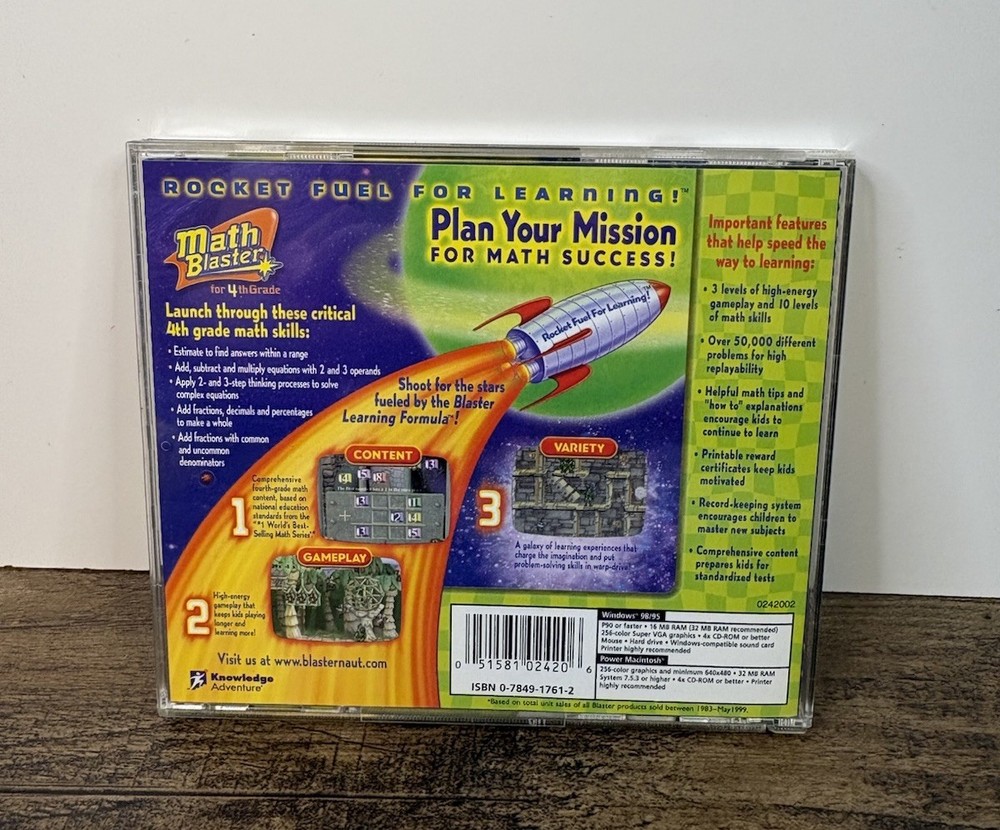 ROCKET FUEL FOR LEARNING!™
Math
Blaster
for 4th Grade
Launch through these critical
4th grade math skills:
• Estimate to find answers within a range
• Add, subtract and multiply equations with 2 and 3 operands
• Apply 2- and 3-step thinking processes to solve
complex equations
• Add fractions, decimals and percentages
to make a whole
• Add fractions with common
and uncommon
denominators
Plan Your Mission
FOR MATH SUCCESS!
Rocket Fuel For Learning!™
Shoot for the stars
fueled by the Blaster
Learning Formula™!
CONTENT
1
Comprehensive
fourth-grade math
content, based on
national education
standards from the
"#1 World's Best-
Selling Math Series"*
GAMEPLAY
2
High-energy
gameplay that
keeps kids playing
longer and
learning more!
VARIETY
3
A galaxy of learning experiences that
charge the imagination and put
problem-solving skills in warp-drive
Visit us at www.blasternaut.com
Knowledge
Adventure®
Important features
that help speed the
way to learning:
• 3 levels of high-energy
gameplay and 10 levels
of math skills
• Over 50,000 different
problems for high
replayability
• Helpful math tips and
"how to" explanations
encourage kids to
continue to learn
• Printable reward
certificates keep kids
motivated
• Record-keeping system
encourages children to
master new subjects
• Comprehensive content
prepares kids for
standardized tests
0242002
0 51581 02420 6
ISBN 0-7849-1761-2
Windows® 98/95
P90 or faster • 16 MB RAM (32 MB RAM recommended)
256-color Super VGA graphics • 4x CD-ROM or better
Mouse • Hard drive • Windows-compatible sound card
Printer highly recommended
Power Macintosh®
256-color graphics and minimum 640x480 • 32 MB RAM
System 7.5.3 or higher • 4x CD-ROM or better • Printer
highly recommended
*Based on total unit sales of all Blaster products sold between 1983-May1999.